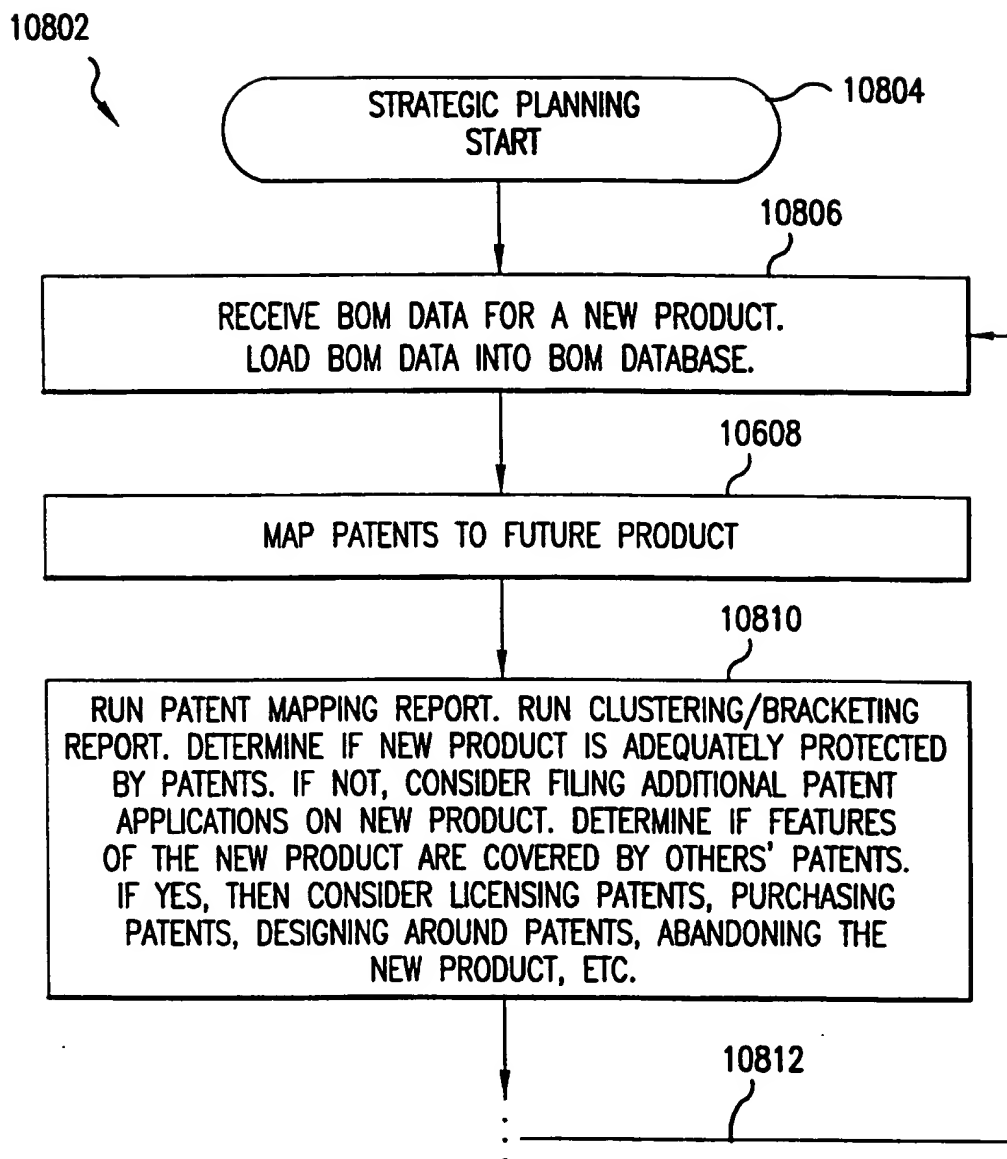 10802
STRATEGIC PLANNING
START
10804
10806
RECEIVE BOM DATA FOR A NEW PRODUCT.
LOAD BOM DATA INTO BOM DATABASE.
10608
MAP PATENTS TO FUTURE PRODUCT
10810
RUN PATENT MAPPING REPORT. RUN CLUSTERING/BRACKETING
REPORT. DETERMINE IF NEW PRODUCT IS ADEQUATELY PROTECTED
BY PATENTS. IF NOT, CONSIDER FILING ADDITIONAL PATENT
APPLICATIONS ON NEW PRODUCT. DETERMINE IF FEATURES
OF THE NEW PRODUCT ARE COVERED BY OTHERS' PATENTS.
IF YES, THEN CONSIDER LICENSING PATENTS, PURCHASING
PATENTS, DESIGNING AROUND PATENTS, ABANDONING THE
NEW PRODUCT, ETC.
10812